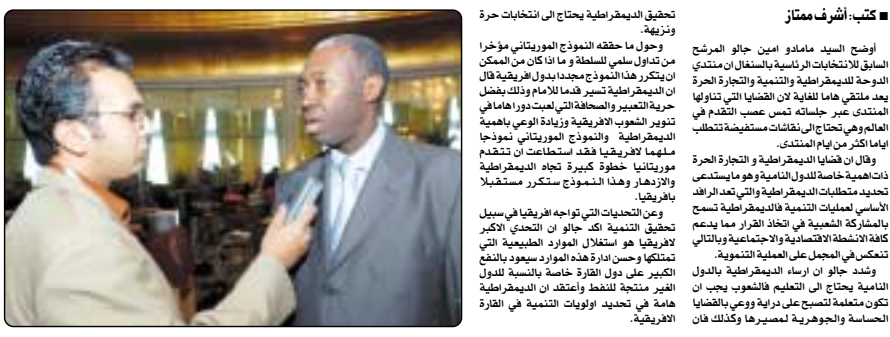 ■ كتب: أشرف ممتاز
أوضح السيد مامادو امين جالو المرشح
السابق للانتخابات الرئاسية بالسنغال ان منتدي
الدوحة للديمقراطية والتنمية والتجارة الحرة
يعد ملتقي هاما للغاية لان القضايا التي تناولها
المنتدى عبر جلساته تمس عصب التقدم في
العالم وهي تحتاج الى نقاشات مستفيضة تتطلب
اياما اكثر من ايام المنتدى.
وقال ان قضايا الديمقراطية و التجارة الحرة
ذات اهمية خاصة للدول النامية وهو ما يستدعى
تحديد متطلبات الديمقراطية والتي تعد الرافد
الأساسي لعمليات التنمية فالديمقراطية تسمح
بالمشاركة الشعبية في اتخاذ القرار مما يدعم
كافة الانشطة الاقتصادية والاجتماعية وبالتالي
تنعكس في المجمل على العملية التنموية.
وشدد جالو ان ارساء الديمقراطية بالدول
النامية يحتاج الى التعليم فالشعوب يجب ان
تكون متعلمة لتصبح على دراية ووعي بالقضايا
الحساسة والجوهرية لمصيرها وكذلك فان
تحقيق الديمقراطية يحتاج الى انتخابات حرة
ونزيهة.
وحول ما حققه النموذج الموريتاني مؤخرا
من تداول سلمي للسلطة و ما اذا كان من الممكن
ان يتكرر هذا النموذج مجددا بدول افريقية قال
ان الديمقراطية تسير قدما للامام وذلك بفضل
حرية التعبير والصحافة التي لعبت دورا هاما في
تنوير الشعوب الافريقية وزيادة الوعي باهمية
الديمقراطية والنموذج الموريتاني نموذجا
ملهما لافريقيا فقد استطاعت ان تتقدم
موريتانيا خطوة كبيرة تجاه الديمقراطية
والازدهار وهذا النموذج ستكرر مستقبلا
بافريقيا.
وعن التحديات التي تواجه افريقيا في سبيل
تحقيق التنمية اكد جالو ان التحدي الاكبر
لافريقيا هو استغلال الموارد الطبيعية التي
تمتلكها وحسن ادارة هذه الموارد سيعود بالنفع
الكبير على دول القارة خاصة بالنسبة للدول
الغير منتجة للنفط وأعتقد ان الديمقراطية
هامة في تحديد اولويات التنمية في القارة
الافريقية.